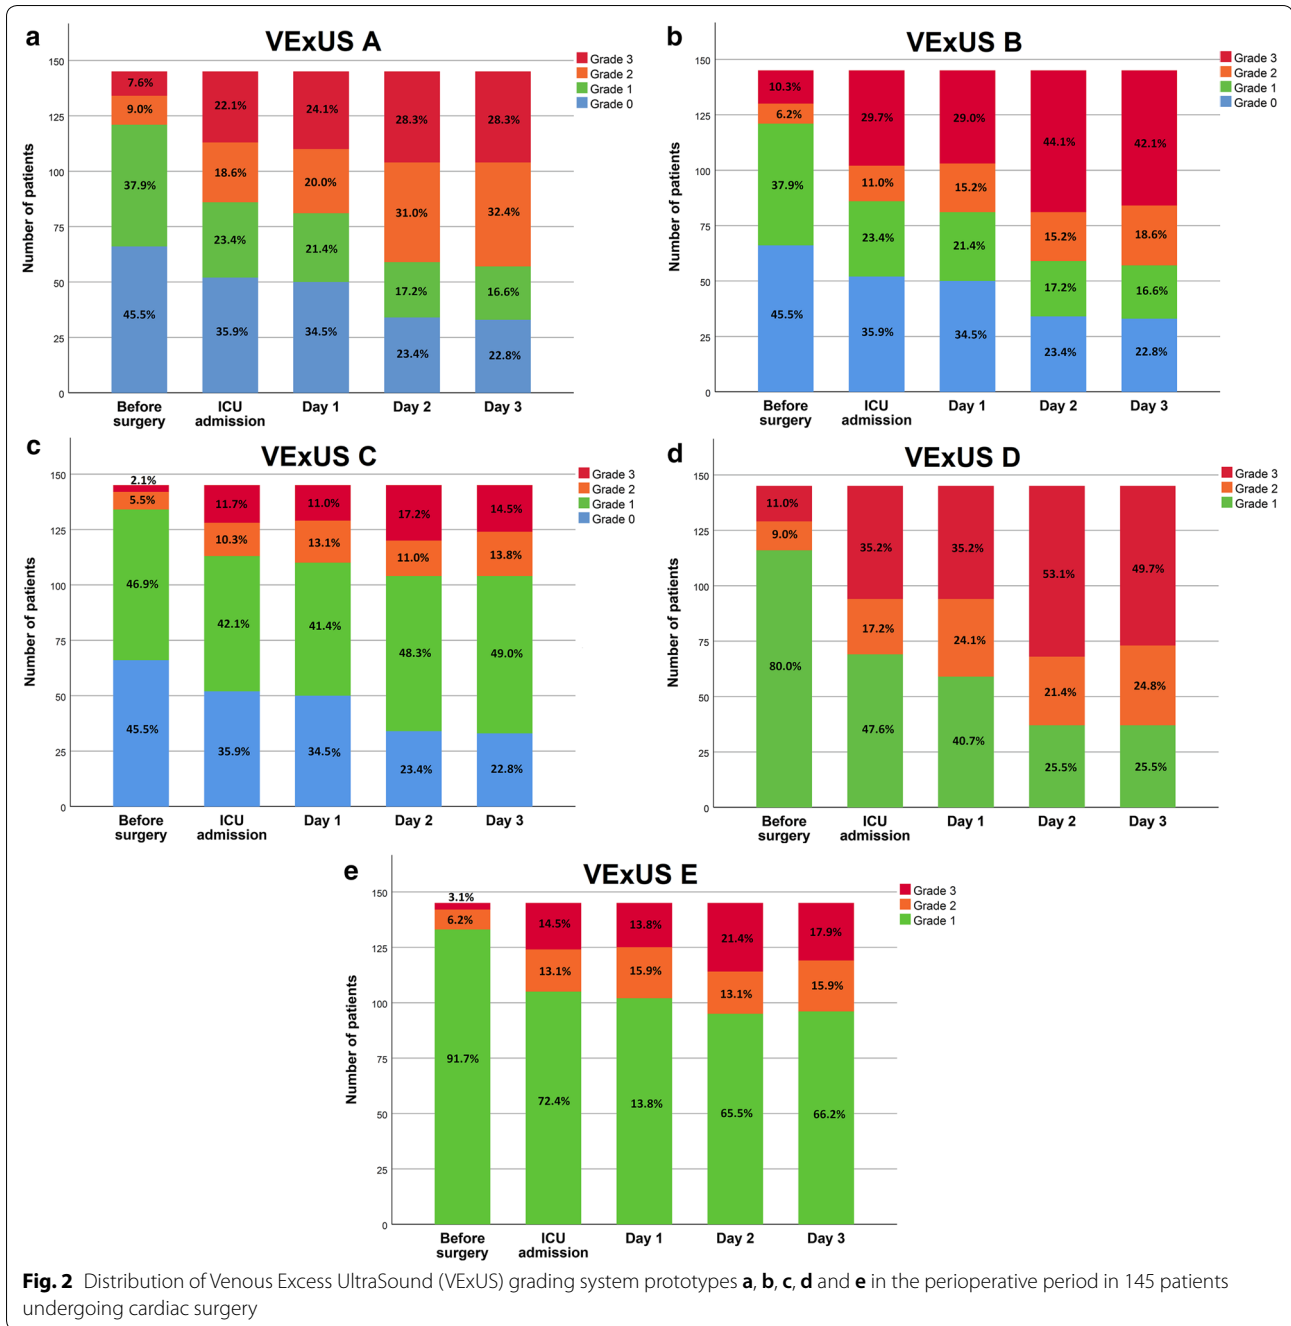 a
VExUS A
Grade 3
Grade 2
Grade 1
Grade 0
Number of patients
150
125
100
75
50
25
0
7.6%
9.0%
37.9%
45.5%
22.1%
18.6%
23.4%
35.9%
24.1%
20.0%
21.4%
34.5%
28.3%
31.0%
17.2%
23.4%
28.3%
32.4%
16.6%
22.8%
Before surgery
ICU admission
Day 1
Day 2
Day 3
b
VExUS B
Grade 3
Grade 2
Grade 1
Grade 0
Number of patients
150
125
100
75
50
25
0
10.3%
6.2%
37.9%
45.5%
29.7%
11.0%
23.4%
35.9%
29.0%
15.2%
21.4%
34.5%
44.1%
15.2%
17.2%
23.4%
42.1%
18.6%
16.6%
22.8%
Before surgery
ICU admission
Day 1
Day 2
Day 3
c
VExUS C
Grade 3
Grade 2
Grade 1
Grade 0
Number of patients
150
125
100
75
50
25
0
2.1%
5.5%
46.9%
45.5%
11.7%
10.3%
42.1%
35.9%
11.0%
13.1%
41.4%
34.5%
17.2%
11.0%
48.3%
23.4%
14.5%
13.8%
49.0%
22.8%
Before surgery
ICU admission
Day 1
Day 2
Day 3
d
VExUS D
Grade 3
Grade 2
Grade 1
Number of patients
150
125
100
75
50
25
0
11.0%
9.0%
80.0%
35.2%
17.2%
47.6%
35.2%
24.1%
40.7%
53.1%
21.4%
25.5%
49.7%
24.8%
25.5%
Before surgery
ICU admission
Day 1
Day 2
Day 3
e
VExUS E
Grade 3
Grade 2
Grade 1
Number of patients
150
125
100
75
50
25
0
3.1%
6.2%
91.7%
14.5%
13.1%
72.4%
13.8%
15.9%
13.8%
21.4%
13.1%
65.5%
17.9%
15.9%
66.2%
Before surgery
ICU admission
Day 1
Day 2
Day 3
Fig. 2 Distribution of Venous Excess UltraSound (VExUS) grading system prototypes a, b, c, d and e in the perioperative period in 145 patients
undergoing cardiac surgery